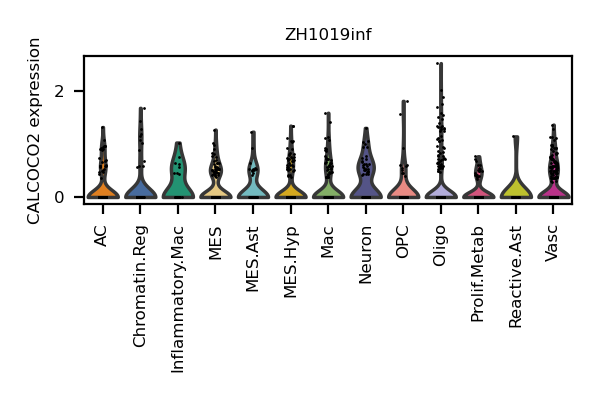 ZH1019inf
CALCOCO2 expression
2
0
AC
Chromatin.Reg
Inflammatory.Mac
MES
MES.Ast
MES.Hyp
Mac
Neuron
OPC
Oligo
Prolif.Metab
Reactive.Ast
Vasc